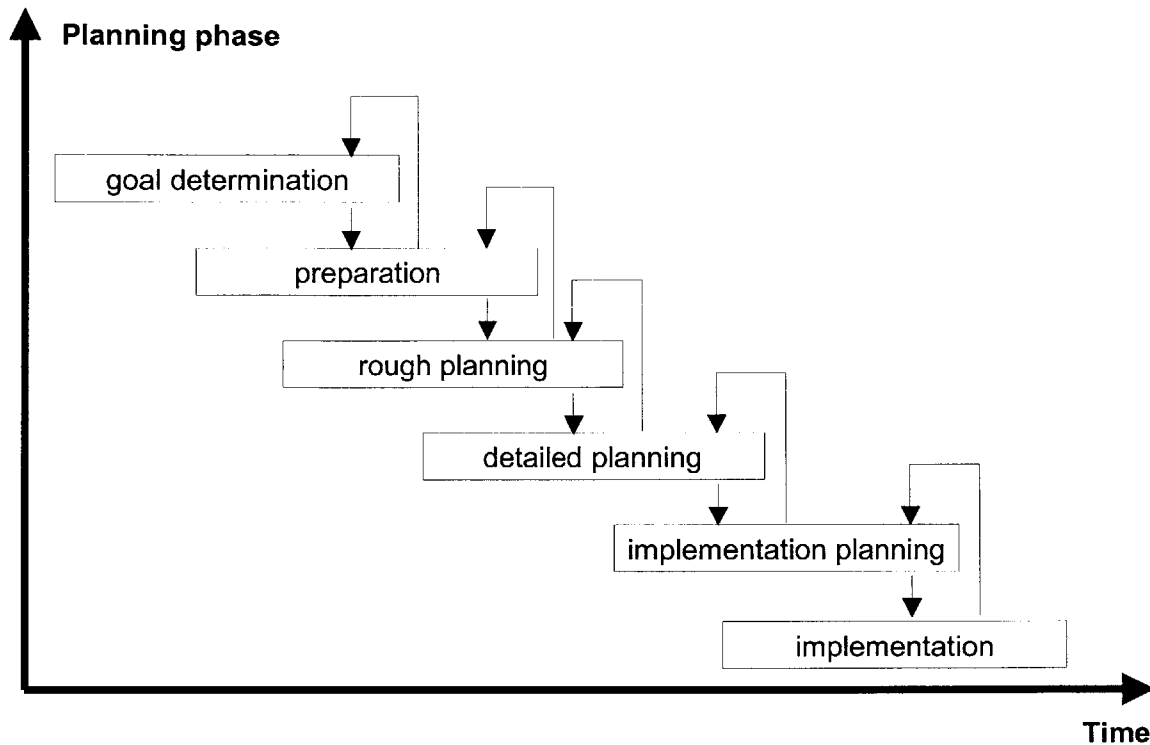 Planning phase
goal determination
preparation
rough planning
detailed planning
implementation planning
implementation
Time